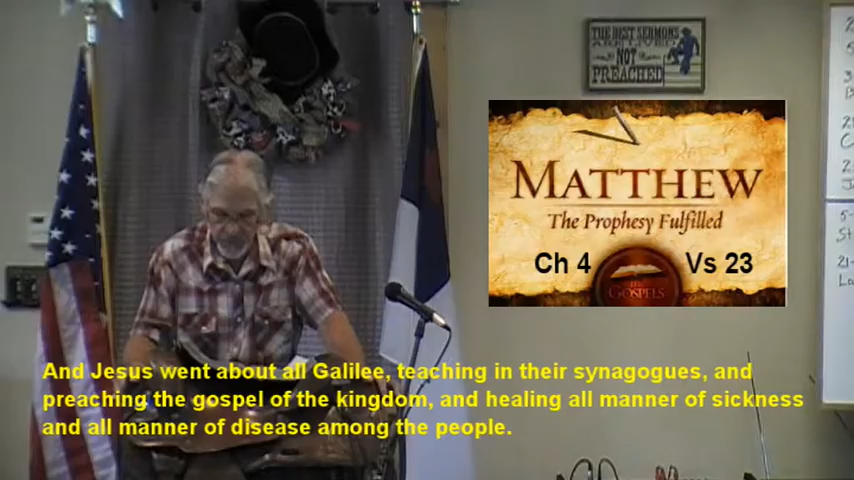 THE BEST SERMONS
ARE LIVED
NOT
PREACHED
MATTHEW
The Prophesy Fulfilled
Ch 4 Vs 23
THE
GOSPELS
And Jesus went about all Galilee, teaching in their synagogues, and
preaching the gospel of the kingdom, and healing all manner of sickness
and all manner of disease among the people.